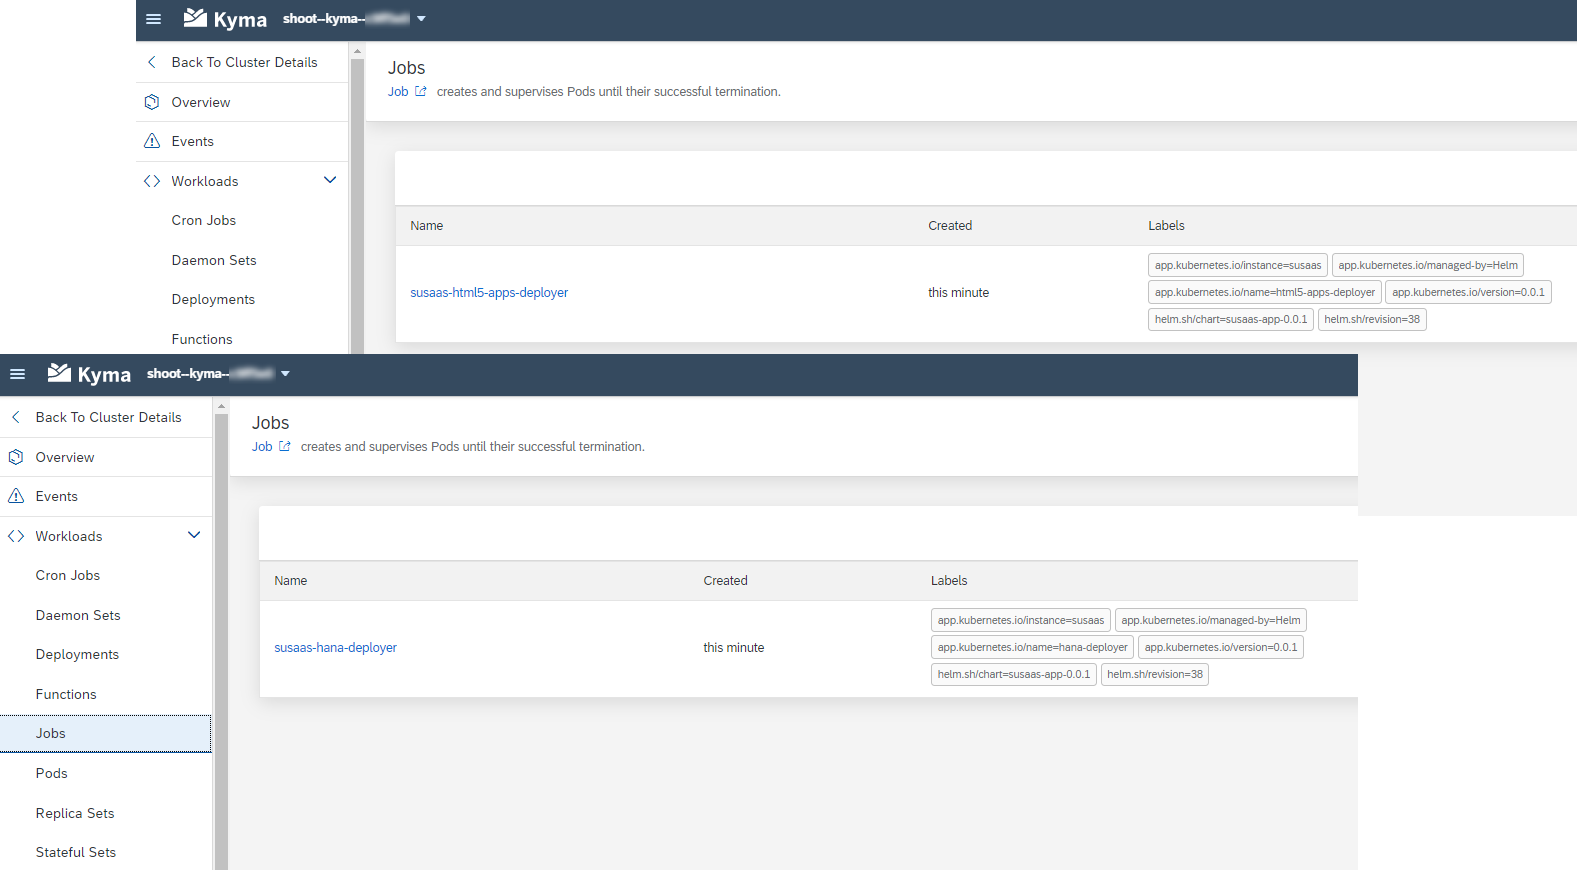 Kyma shoot--kyma--
Back To Cluster Details
Overview
Events
Workloads
Cron Jobs
Daemon Sets
Deployments
Functions
Jobs
Job creates and supervises Pods until their successful termination.
Name Created Labels
susaas-html5-apps-deployer this minute
app.kubernetes.io/instance=susaas app.kubernetes.io/managed-by=Helm
app.kubernetes.io/name=html5-apps-deployer app.kubernetes.io/version=0.0.1
helm.sh/chart=susaas-app-0.0.1 helm.sh/revision=38
Kyma shoot--kyma--
Back To Cluster Details
Overview
Events
Workloads
Cron Jobs
Daemon Sets
Deployments
Functions
Jobs
Pods
Replica Sets
Stateful Sets
Jobs
Job creates and supervises Pods until their successful termination.
Name Created Labels
susaas-hana-deployer this minute
app.kubernetes.io/instance=susaas app.kubernetes.io/managed-by=Helm
app.kubernetes.io/name=hana-deployer app.kubernetes.io/version=0.0.1
helm.sh/chart=susaas-app-0.0.1 helm.sh/revision=38